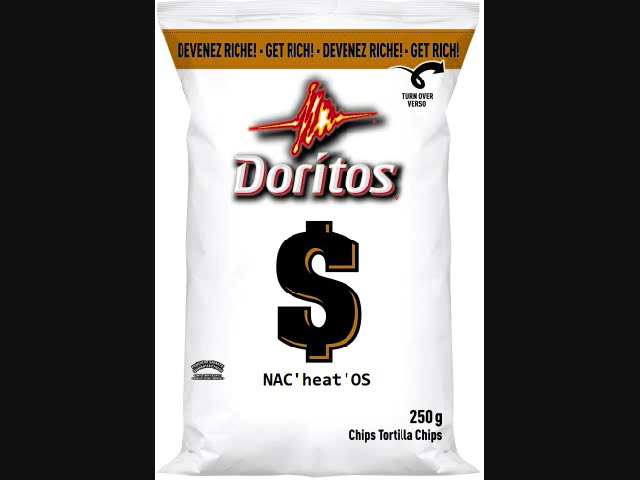 DEVENEZ RICHE! · GET RICH! · DEVENEZ RICHE! · GET RICH!
TURN OVER
VERSO
Doritos
$
NAC'heat'OS
250 g
Chips Tortilla Chips